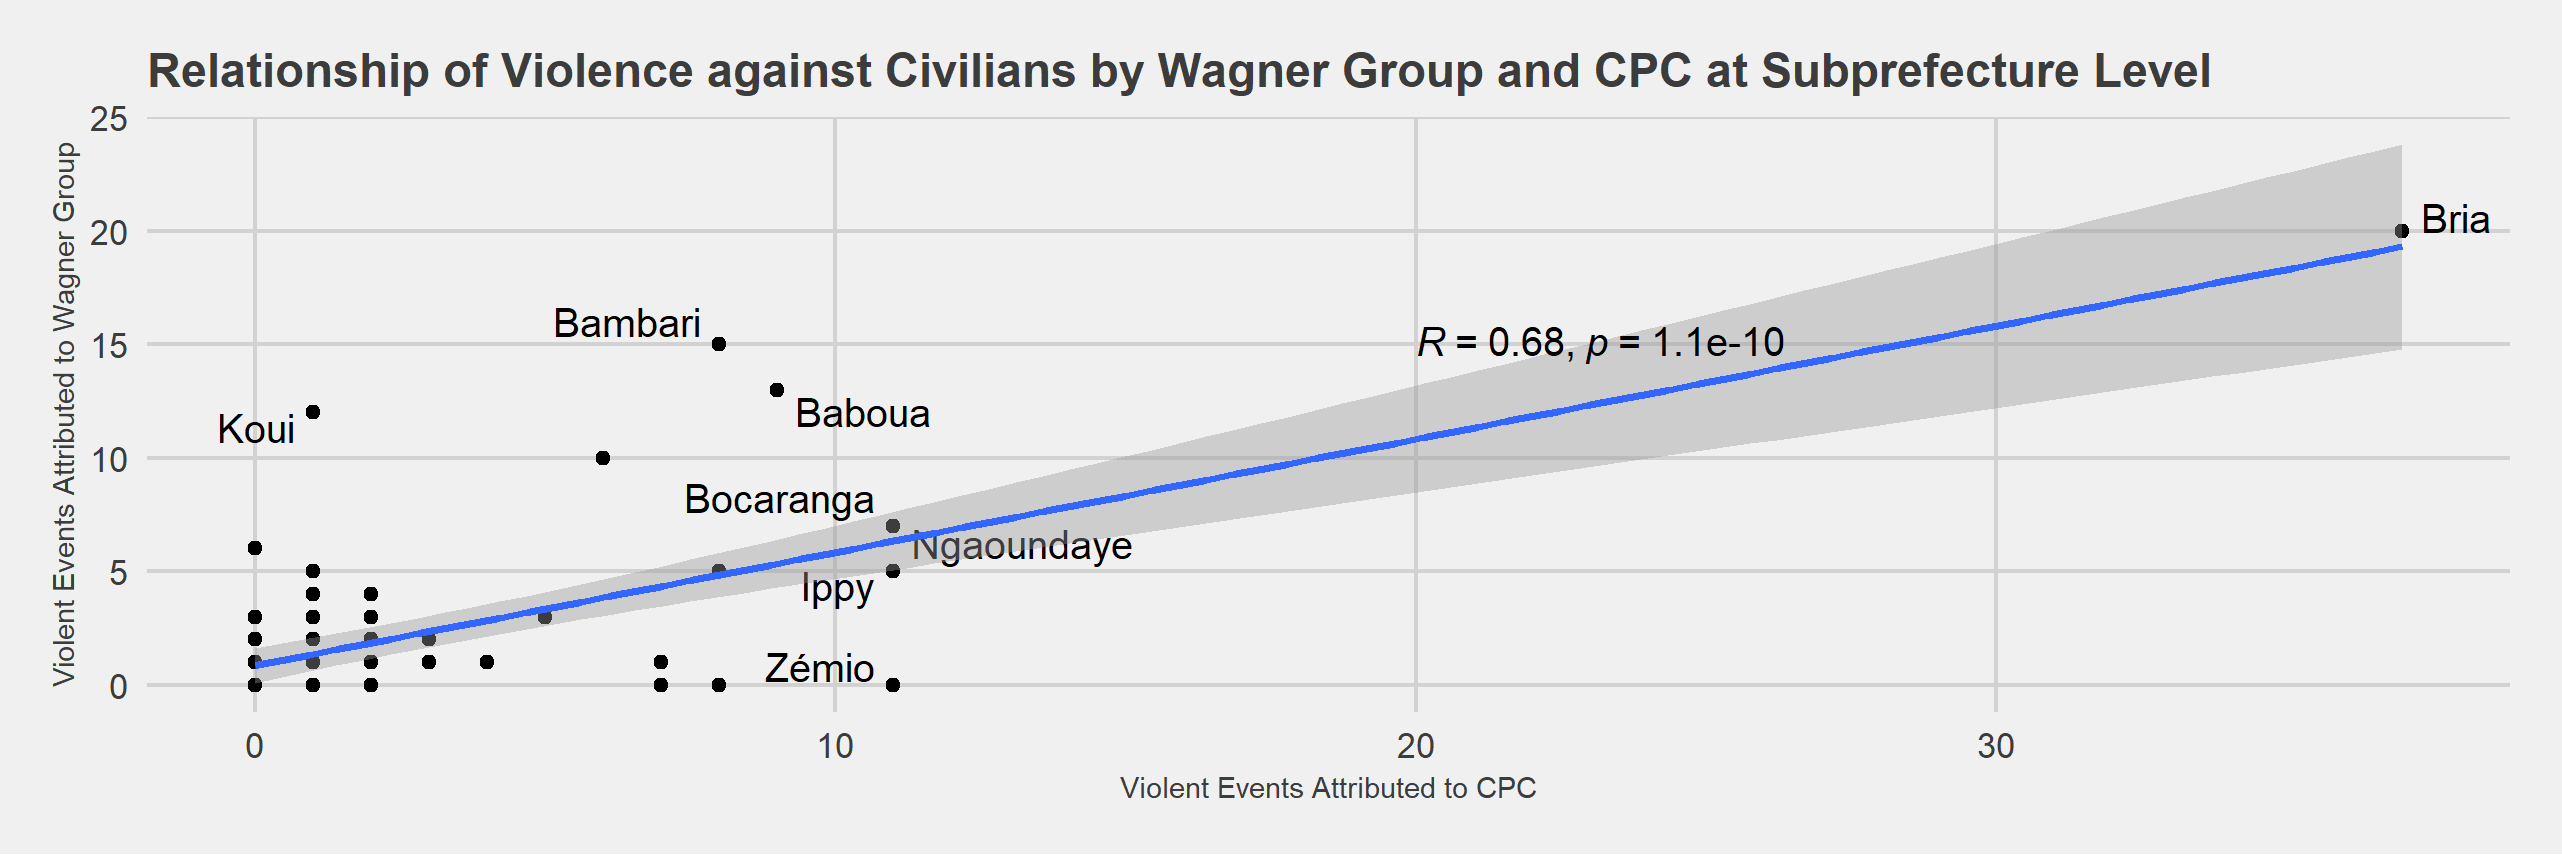 Relationship of Violence against Civilians by Wagner Group and CPC at Subprefecture Level
Violent Events Attributed to Wagner Group
25
20
15
10
5
0
Bria
Bambari
R = 0.68, p = 1.1e-10
Baboua
Koui
Bocaranga
Ngaoundaye
Ippy
Zémio
0 10 20 30
Violent Events Attributed to CPC